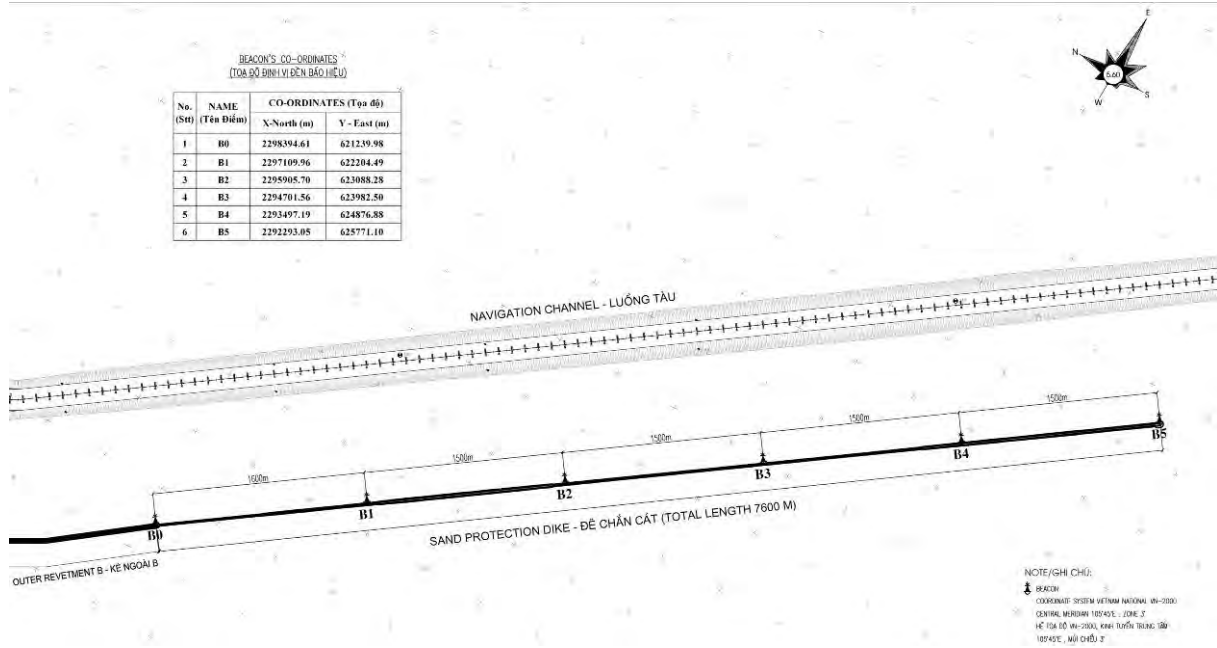 BEACON'S CO-ORDINATES
(TỌA ĐỘ ĐỊNH VỊ ĐÈN BÁO HIỆU)
No. (Stt) NAME (Tên Điểm) CO-ORDINATES (Tọa độ)
X-North (m) Y - East (m)
1 B0 2298394.61 621239.98
2 B1 2297109.96 622204.49
3 B2 2295905.70 623088.28
4 B3 2294701.56 623982.50
5 B4 2293497.19 624876.88
6 B5 2292293.05 625771.10
E
N
5.60
W
S
NAVIGATION CHANNEL - LUỒNG TÀU
1600m
1500m
1500m
1500m
1500m
B0
B1
B2
B3
B4
B5
SAND PROTECTION DIKE - ĐÊ CHẮN CÁT (TOTAL LENGTH 7600 M)
OUTER REVETMENT B - KÈ NGOÀI B
NOTE/GHI CHÚ:
BEACON
COORDINATE SYSTEM VIETNAM NATIONAL VN-2000
CENTRAL MERIDIAN 105°45'E ; ZONE 3°
HỆ TỌA ĐỘ VN-2000, KINH TUYẾN TRUNG TÂM
105°45'E , MÚI CHIẾU 3°